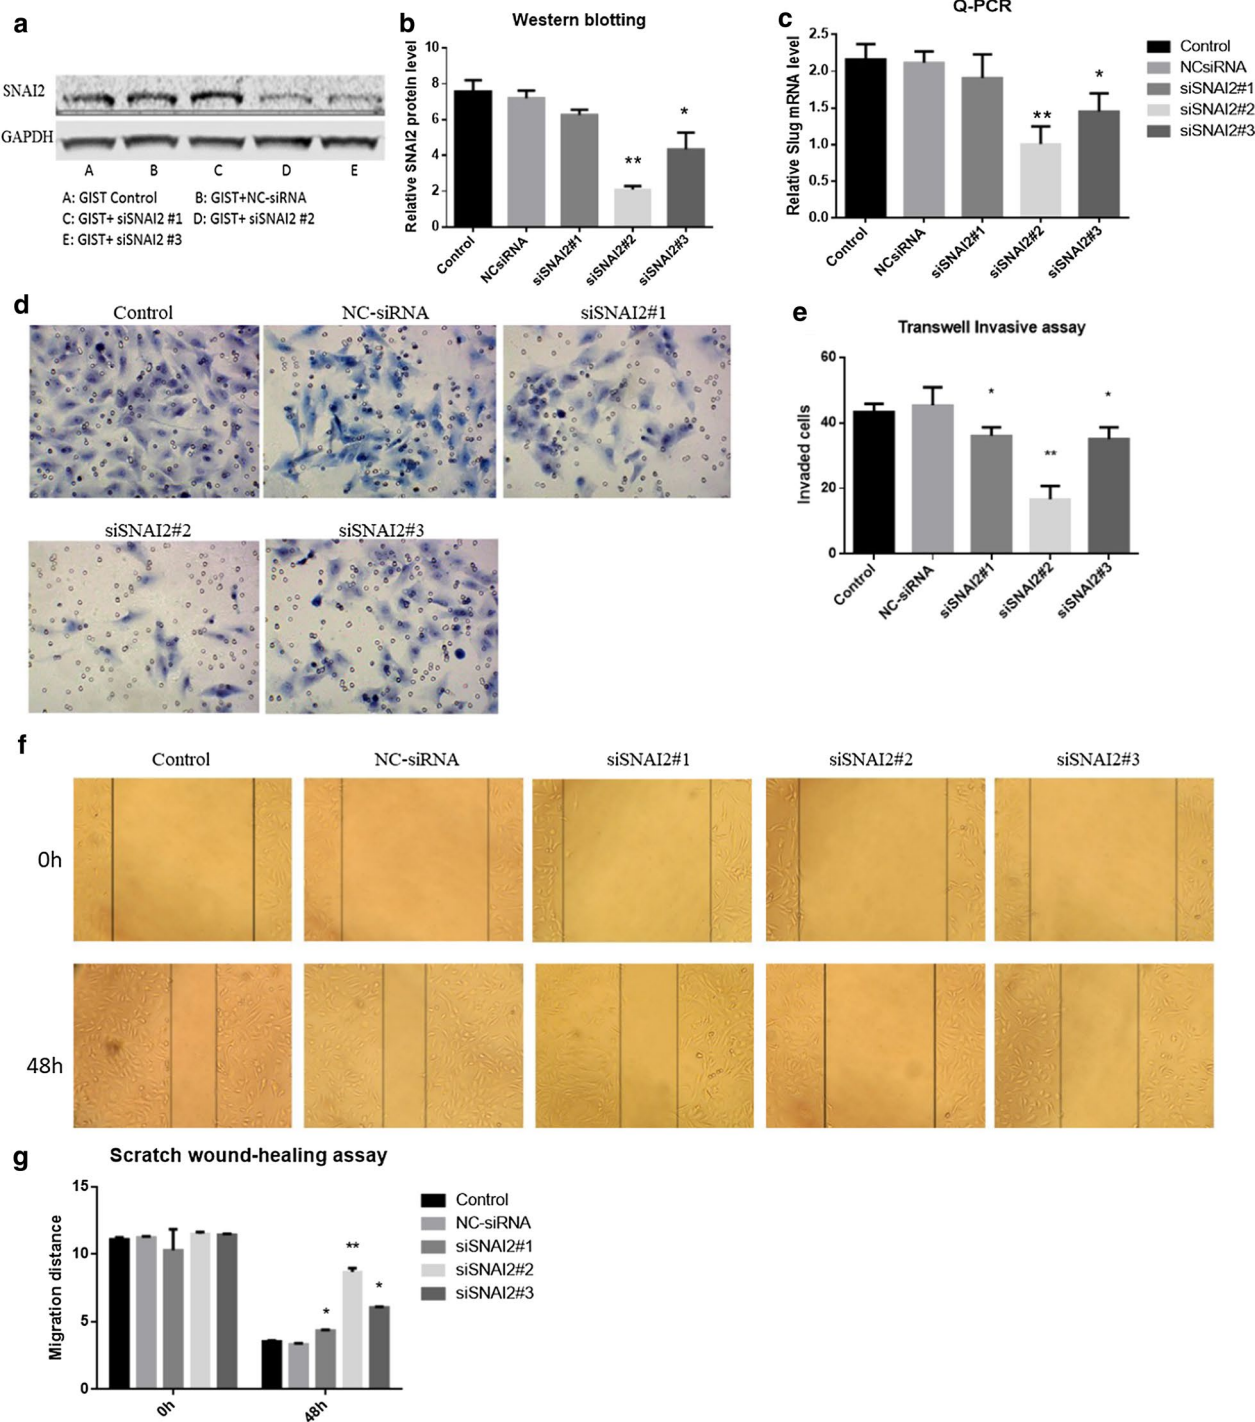 a
SNAI2
GAPDH
A B C D E
A: GIST Control B: GIST+NC-siRNA
C: GIST+ siSNAI2 #1 D: GIST+ siSNAI2 #2
E: GIST+ siSNAI2 #3
b
Western blotting
Relative SNAI2 protein level
10
8
6
4
2
0
**
*
Control
NCsiRNA
siSNAI2#1
siSNAI2#2
siSNAI2#3
c
Q-PCR
Relative Slug mRNA level
2.5
2.0
1.5
1.0
0.5
0.0
**
*
Control
NCsiRNA
siSNAI2#1
siSNAI2#2
siSNAI2#3
Control
NCsiRNA
siSNAI2#1
siSNAI2#2
siSNAI2#3
d
Control
NC-siRNA
siSNAI2#1
siSNAI2#2
siSNAI2#3
e
Transwell Invasive assay
Invaded cells
60
40
20
0
*
**
*
Control
NC-siRNA
siSNAI2#1
siSNAI2#2
siSNAI2#3
f
Control
NC-siRNA
siSNAI2#1
siSNAI2#2
siSNAI2#3
0h
48h
g
Scratch wound-healing assay
Migration distance
15
10
5
0
*
**
*
0h
48h
Control
NC-siRNA
siSNAI2#1
siSNAI2#2
siSNAI2#3